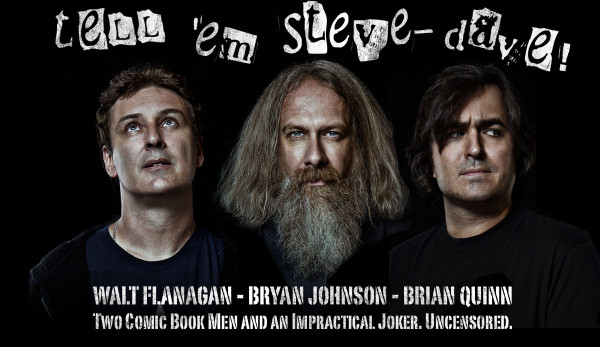 tell 'em steve-dave!
WALT FLANAGAN - BRYAN JOHNSON - BRIAN QUINN
TWO COMIC BOOK MEN AND AN IMPRACTICAL JOKER. UNCENSORED.